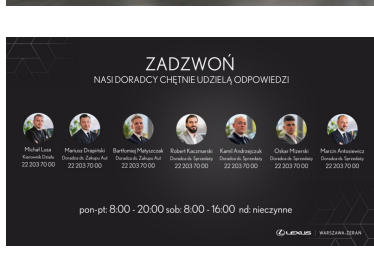 ZADZWOŃ
NASI DORADCY CHĘTNIE UDZIELĄ ODPOWIEDZI
Michał Lusa
Kierownik Działu
22 203 70 00
Mariusz Drapiński
Doradca ds. Zakupu Aut
22 203 70 00
Bartłomiej Matyszczak
Doradca ds. Zakupu Aut
22 203 70 00
Robert Kaczmarski
Doradca ds. Sprzedaży
22 203 70 00
Kamil Andrzejczuk
Doradca ds. Sprzedaży
22 203 70 00
Oskar Mizerski
Doradca ds. Sprzedaży
22 203 70 00
Marcin Antosiewicz
Doradca ds. Sprzedaży
22 203 70 00
pon-pt: 8:00 - 20:00 sob: 8:00 - 16:00 nd: nieczynne
LEXUS | WARSZAWA-ŻERAŃ